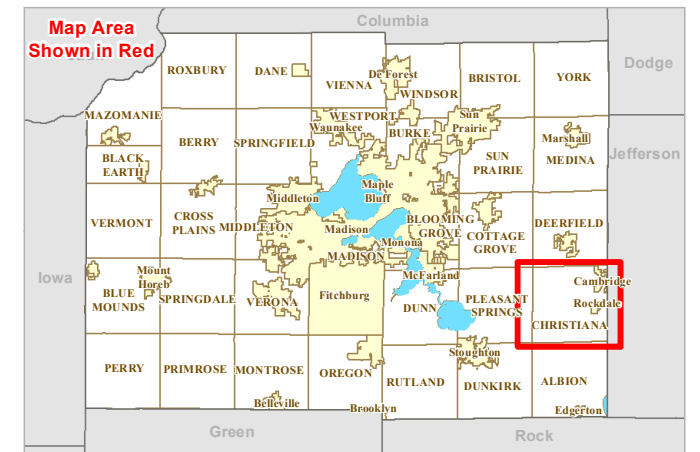 Columbia
Map Area
Shown in Red
Dodge
ROXBURY
DANE
VIENNA
De Forest
WINDSOR
BRISTOL
YORK
MAZOMANIE
BERRY
SPRINGFIELD
WESTPORT
Waunakee
BURKE
Sun
Prairie
Marshall
MEDINA
Jefferson
BLACK
EARTH
SUN
PRAIRIE
Maple
Bluff
Middleton
VERMONT
CROSS
PLAINS
MIDDLETON
Madison
BLOOMING
GROVE
Monona
MADISON
COTTAGE
GROVE
DEERFIELD
Iowa
Mount
Horeb
BLUE
MOUNDS
SPRINGDALE
VERONA
Fitchburg
McFarland
DUNN
PLEASANT
SPRINGS
Cambridge
Rockdale
CHRISTIANA
PERRY
PRIMROSE
MONTROSE
OREGON
RUTLAND
Stoughton
DUNKIRK
ALBION
Belleville
Brooklyn
Edgerton
Green
Rock